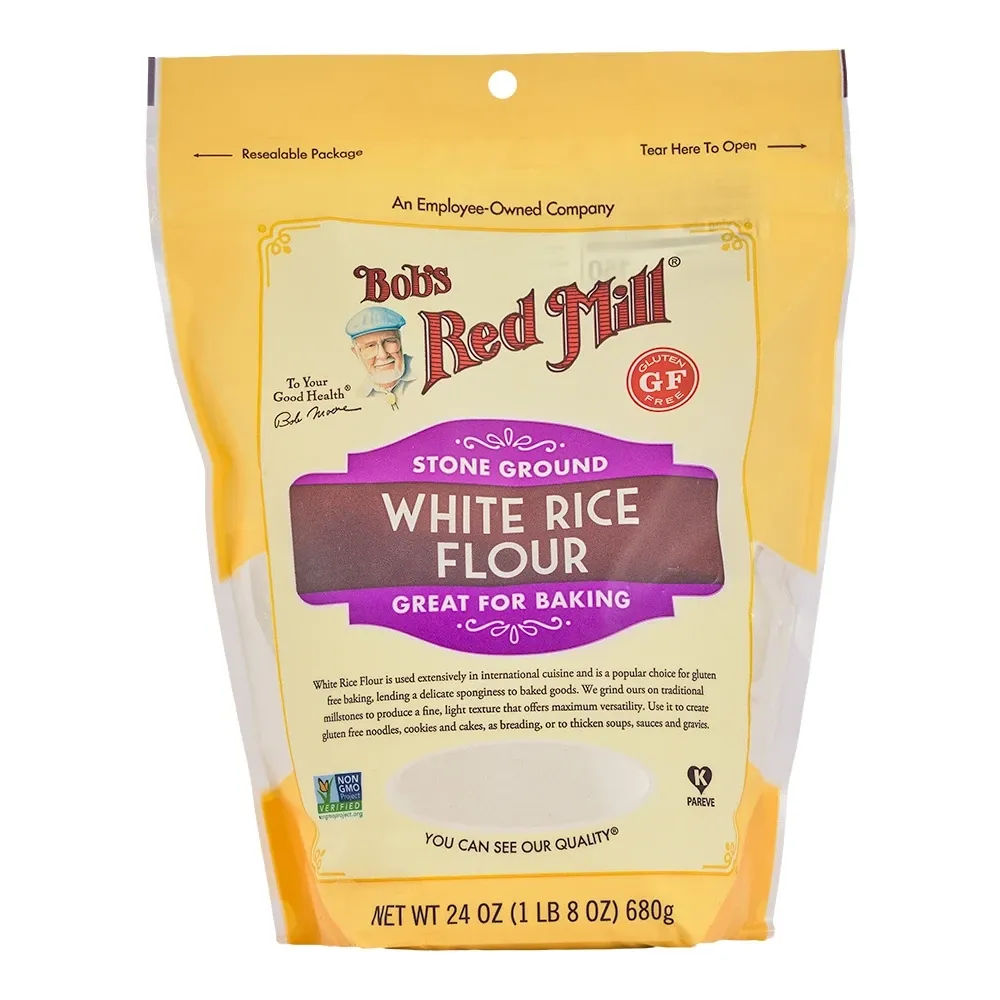 Resealable Package
Tear Here To Open
An Employee-Owned Company
Bob's
Red Mill®
To Your
Good Health®
Bob Moore
GLUTEN
GF
FREE
STONE GROUND
WHITE RICE
FLOUR
GREAT FOR BAKING
White Rice Flour is used extensively in international cuisine and is a popular choice for gluten
free baking, lending a delicate sponginess to baked goods. We grind ours on traditional
millstones to produce a fine, light texture that offers maximum versatility. Use it to create
gluten free noodles, cookies and cakes, as breading, or to thicken soups, sauces and gravies.
NON
GMO
Project
VERIFIED
nongmoproject.org
K
PAREVE
YOU CAN SEE OUR QUALITY®
NET WT 24 OZ (1 LB 8 OZ) 680g